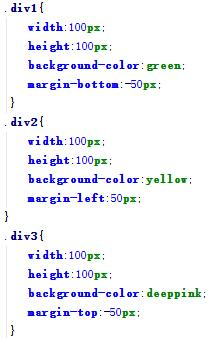 .div1{
width:100px;
height:100px;
background-color:green;
margin-bottom:-50px;
}
.div2{
width:100px;
height:100px;
background-color:yellow;
margin-left:50px;
}
.div3{
width:100px;
height:100px;
background-color:deeppink;
margin-top:-50px;
}